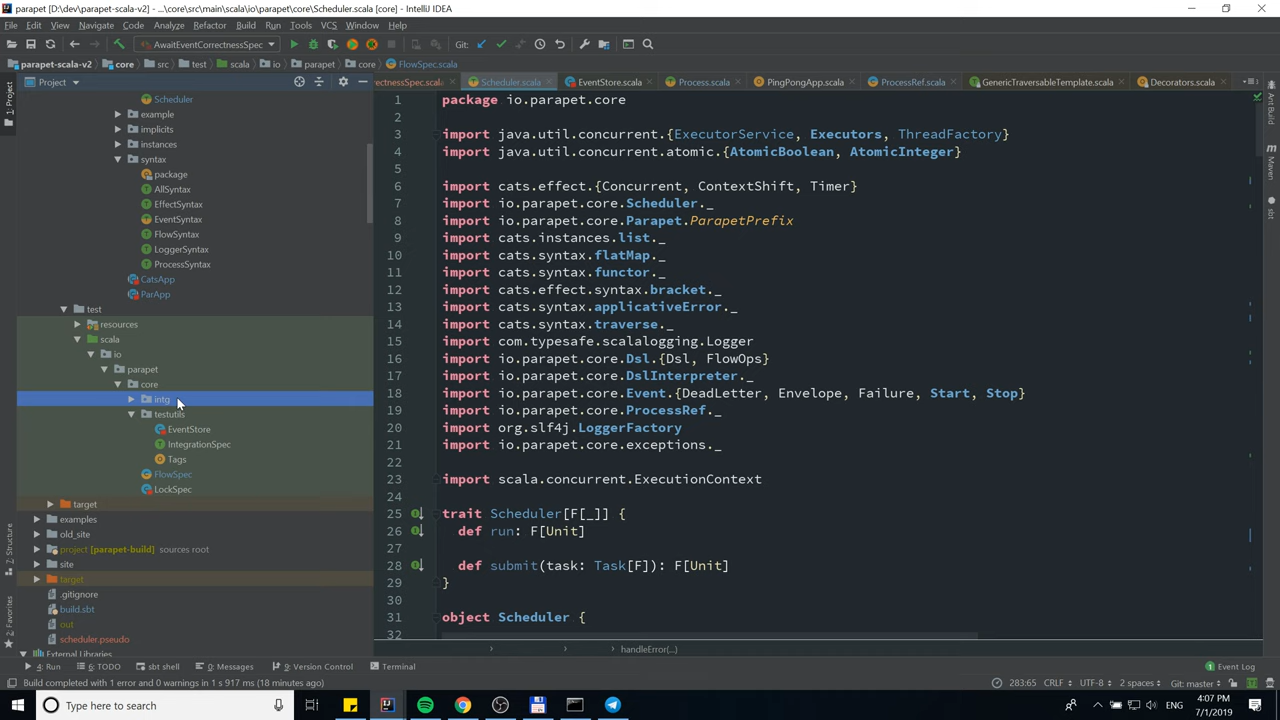 parapet [D:\dev\parapet-scala-v2] - ...\core\src\main\scala\io\parapet\core\Scheduler.scala [core] - IntelliJ IDEA
File Edit View Navigate Code Analyze Refactor Build Run Tools VCS Window Help
AwaitEventCorrectnessSpec Git:
parapet-scala-v2 core src test scala io parapet core FlowSpec.scala
Project
rectnessSpec.scala Scheduler.scala EventStore.scala Process.scala PingPongApp.scala ProcessRef.scala GenericTraversableTemplate.scala Decorators.scala
1: Project
7: Structure
2: Favorites
Ant Build
Maven
bsp
Scheduler
example
implicits
instances
syntax
package
AllSyntax
EffectSyntax
EventSyntax
FlowSyntax
LoggerSyntax
ProcessSyntax
CatsApp
ParApp
test
resources
scala
io
parapet
core
intg
testutils
EventStore
IntegrationSpec
Tags
FlowSpec
LockSpec
target
examples
old_site
project [parapet-build] sources root
site
target
.gitignore
build.sbt
out
scheduler.pseudo
External Libraries
1 package io.parapet.core
2
3 import java.util.concurrent.{ExecutorService, Executors, ThreadFactory}
4 import java.util.concurrent.atomic.{AtomicBoolean, AtomicInteger}
5
6 import cats.effect.{Concurrent, ContextShift, Timer}
7 import io.parapet.core.Scheduler._
8 import io.parapet.core.Parapet.ParapetPrefix
9 import cats.instances.list._
10 import cats.syntax.flatMap._
11 import cats.syntax.functor._
12 import cats.effect.syntax.bracket._
13 import cats.syntax.applicativeError._
14 import cats.syntax.traverse._
15 import com.typesafe.scalalogging.Logger
16 import io.parapet.core.Dsl.{Dsl, FlowOps}
17 import io.parapet.core.DslInterpreter._
18 import io.parapet.core.Event.{DeadLetter, Envelope, Failure, Start, Stop}
19 import io.parapet.core.ProcessRef._
20 import org.slf4j.LoggerFactory
21 import io.parapet.core.exceptions._
22
23 import scala.concurrent.ExecutionContext
24
25 trait Scheduler[F[_]] {
26 def run: F[Unit]
27
28 def submit(task: Task[F]): F[Unit]
29 }
30
31 object Scheduler {
32
handleError(...)
4: Run 6: TODO sbt shell 0: Messages 9: Version Control Terminal Event Log
Build completed with 1 error and 0 warnings in 1 s 917 ms (18 minutes ago) 283:65 CRLF UTF-8 2 spaces Git: master
Type here to search
ENG
4:07 PM
7/1/2019